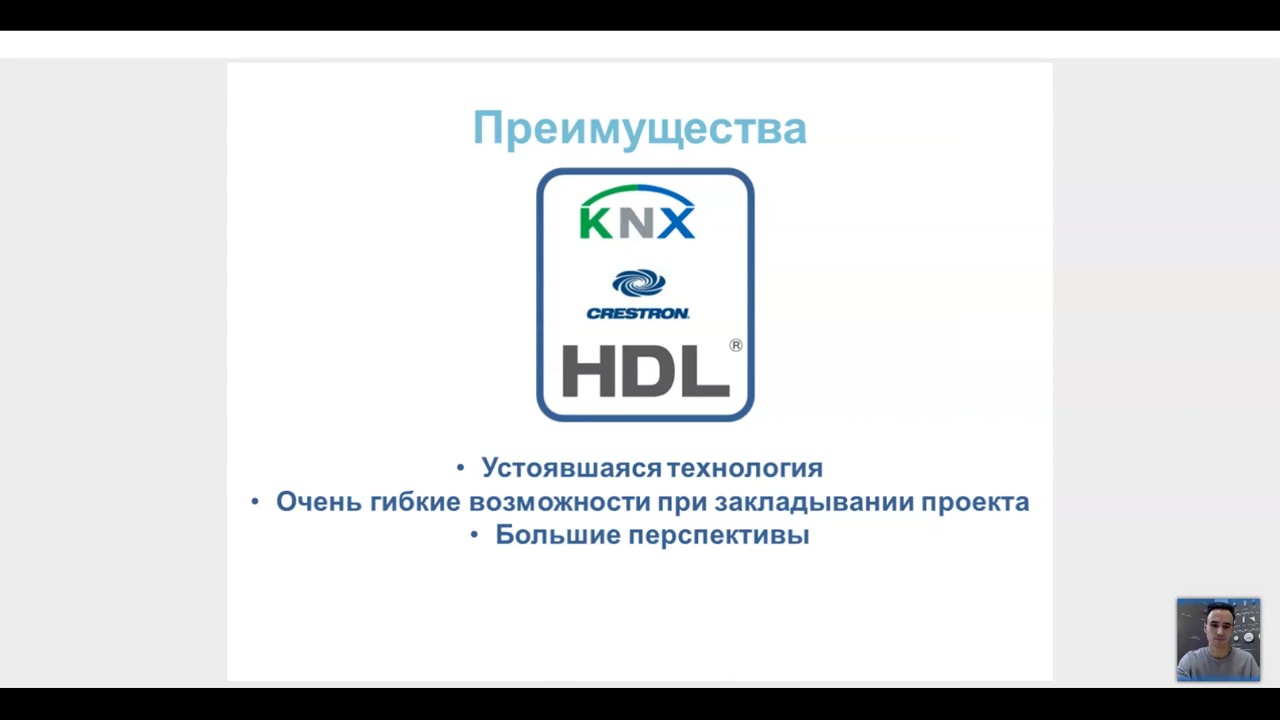 Преимущества
KNX
CRESTRON
HDL®
• Устоявшаяся технология
• Очень гибкие возможности при закладывании проекта
• Большие перспективы